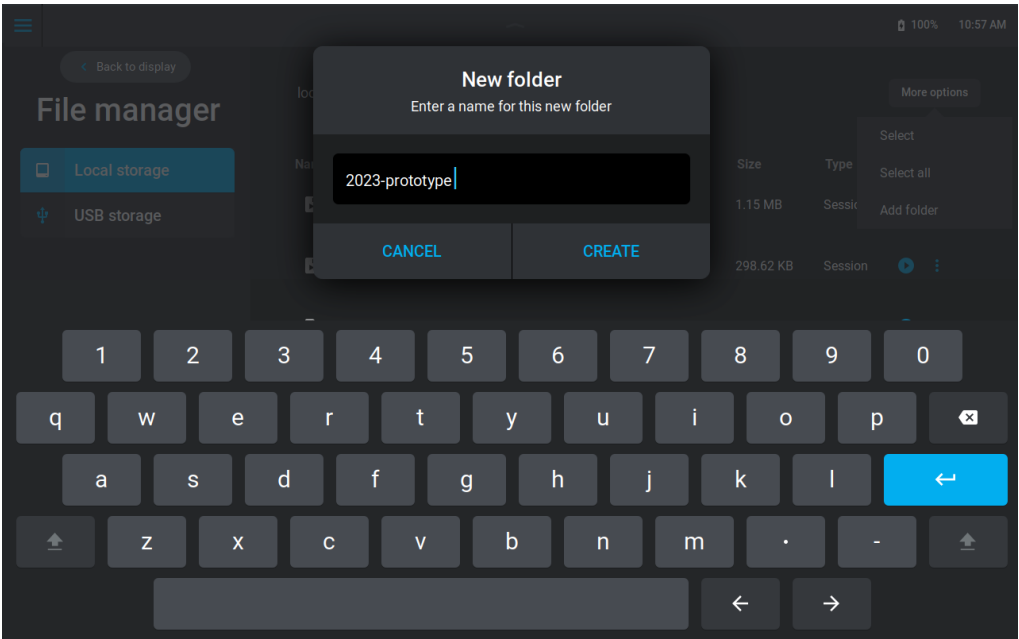 100% 10:57 AM
Back to display
File manager
More options
Local storage
USB storage
New folder
Enter a name for this new folder
2023-prototype
CANCEL CREATE
Size Type
1.15 MB
298.62 KB Session
Select
Select all
Add folder
1 2 3 4 5 6 7 8 9 0
q w e r t y u i o p
a s d f g h j k l
z x c v b n m . -